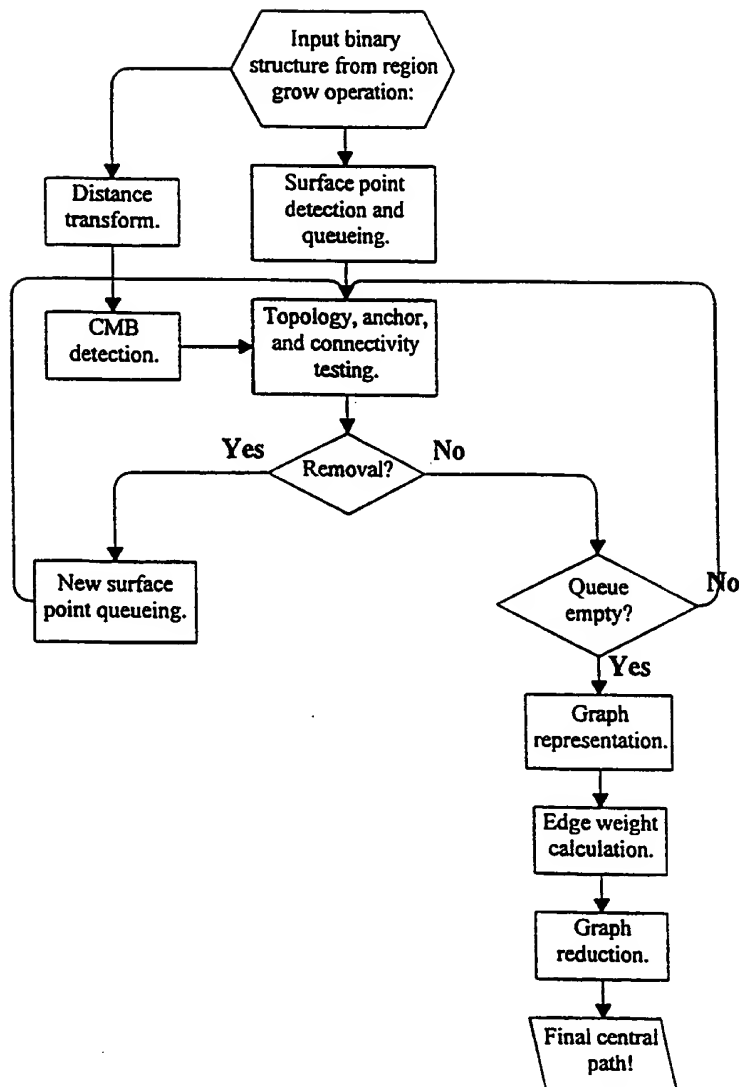 Input binary
structure from region
grow operation:
Distance
transform.
Surface point
detection and
queueing.
CMB
detection.
Topology, anchor,
and connectivity
testing.
Yes
Removal?
No
New surface
point queueing.
Queue
empty?
No
Yes
Graph
representation.
Edge weight
calculation.
Graph
reduction.
Final central
path!